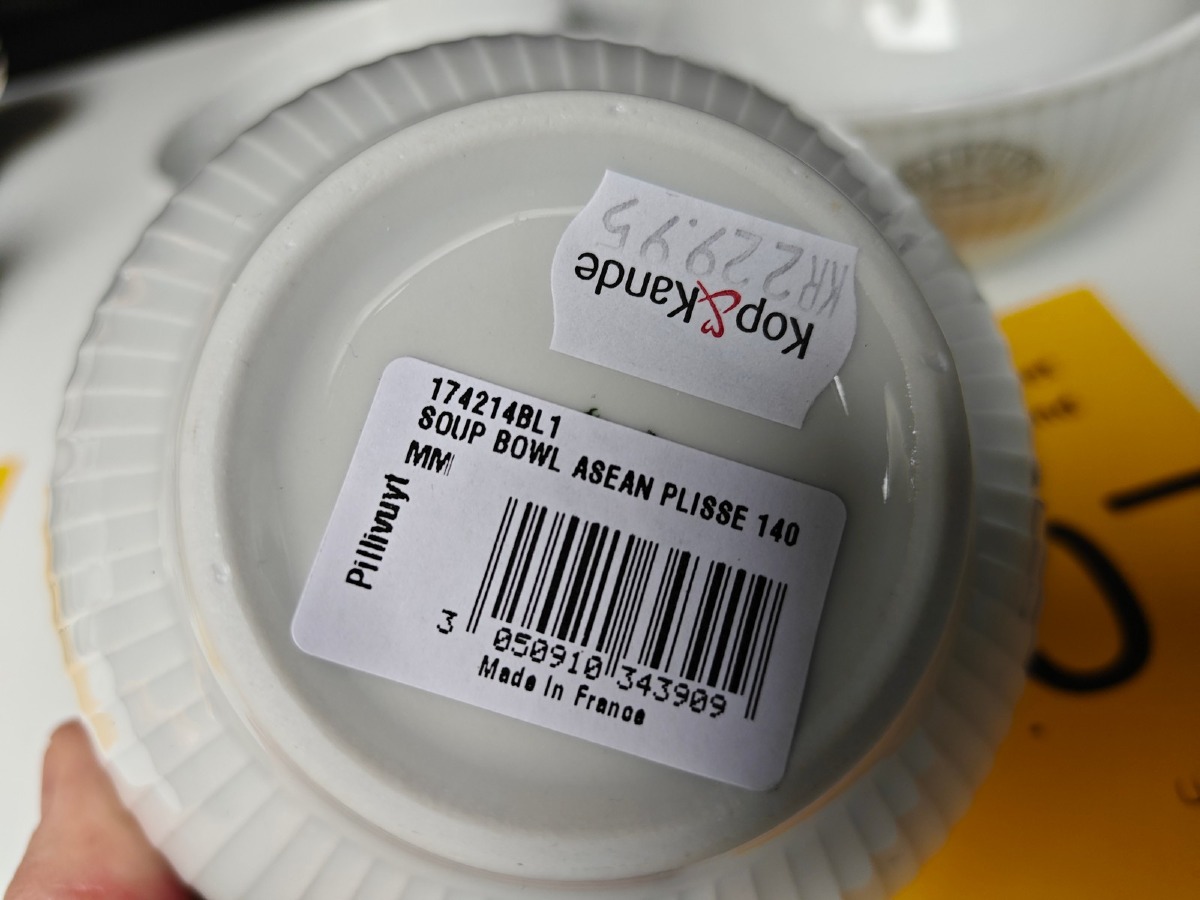 KR229.95
Kop&Kande
174214BL1
SOUP BOWL ASEAN PLISSE 140
MM
Pillivuyt
3 050910 343909
Made in France